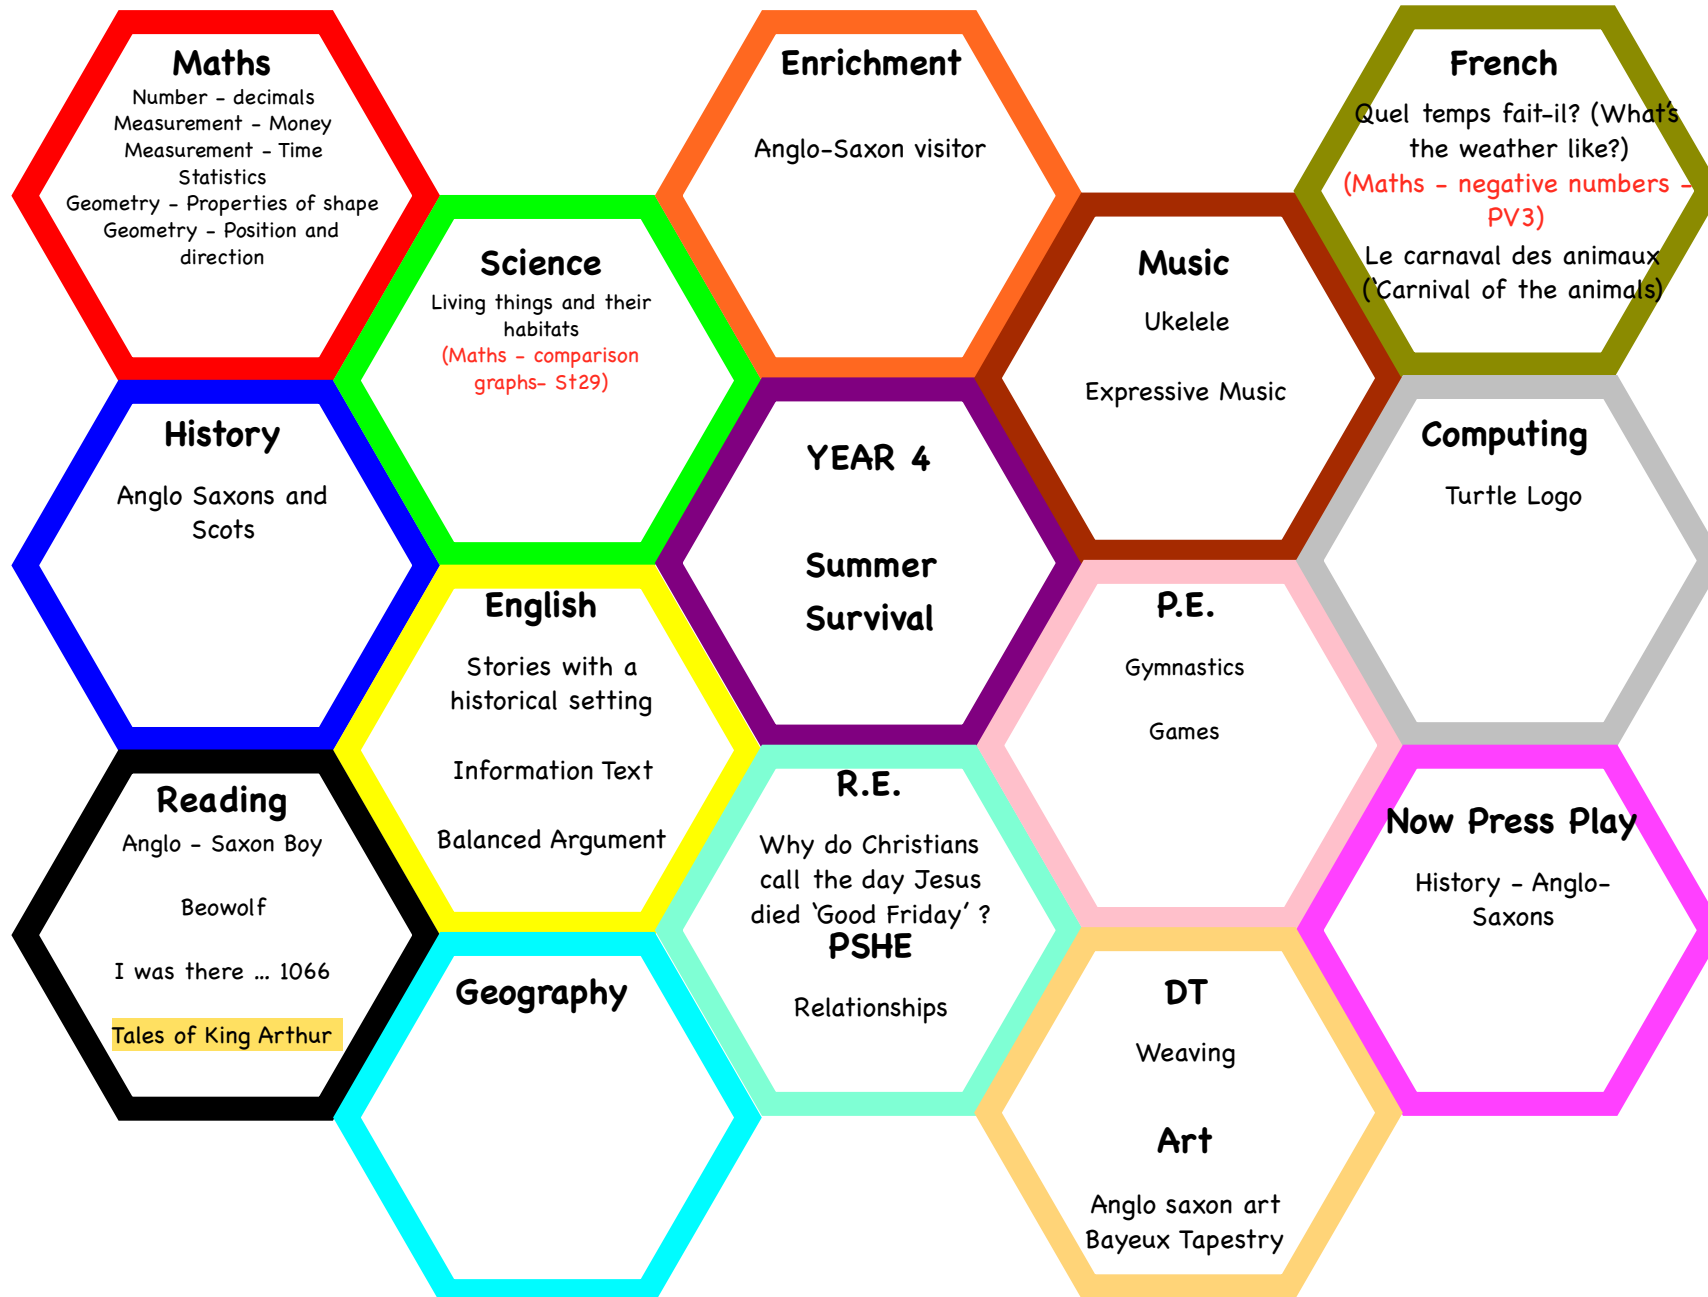 Maths
Number - decimals
Measurement - Money
Measurement - Time
Statistics
Geometry - Properties of shape
Geometry - Position and
direction
Enrichment
Anglo-Saxon visitor
French
Quel temps fait-il? (What's
the weather like?)
(Maths - negative numbers -
PV3)
Le carnaval des animaux
('Carnival of the animals)
Science
Living things and their
habitats
(Maths - comparison
graphs- St29)
Music
Ukelele
Expressive Music
History
Anglo Saxons and
Scots
YEAR 4
Summer
Survival
Computing
Turtle Logo
English
Stories with a
historical setting
Information Text
Balanced Argument
P.E.
Gymnastics
Games
Reading
Anglo - Saxon Boy
Beowolf
I was there ... 1066
Tales of King Arthur
R.E.
Why do Christians
call the day Jesus
died 'Good Friday' ?
PSHE
Relationships
Now Press Play
History - Anglo-
Saxons
Geography
DT
Weaving
Art
Anglo saxon art
Bayeux Tapestry